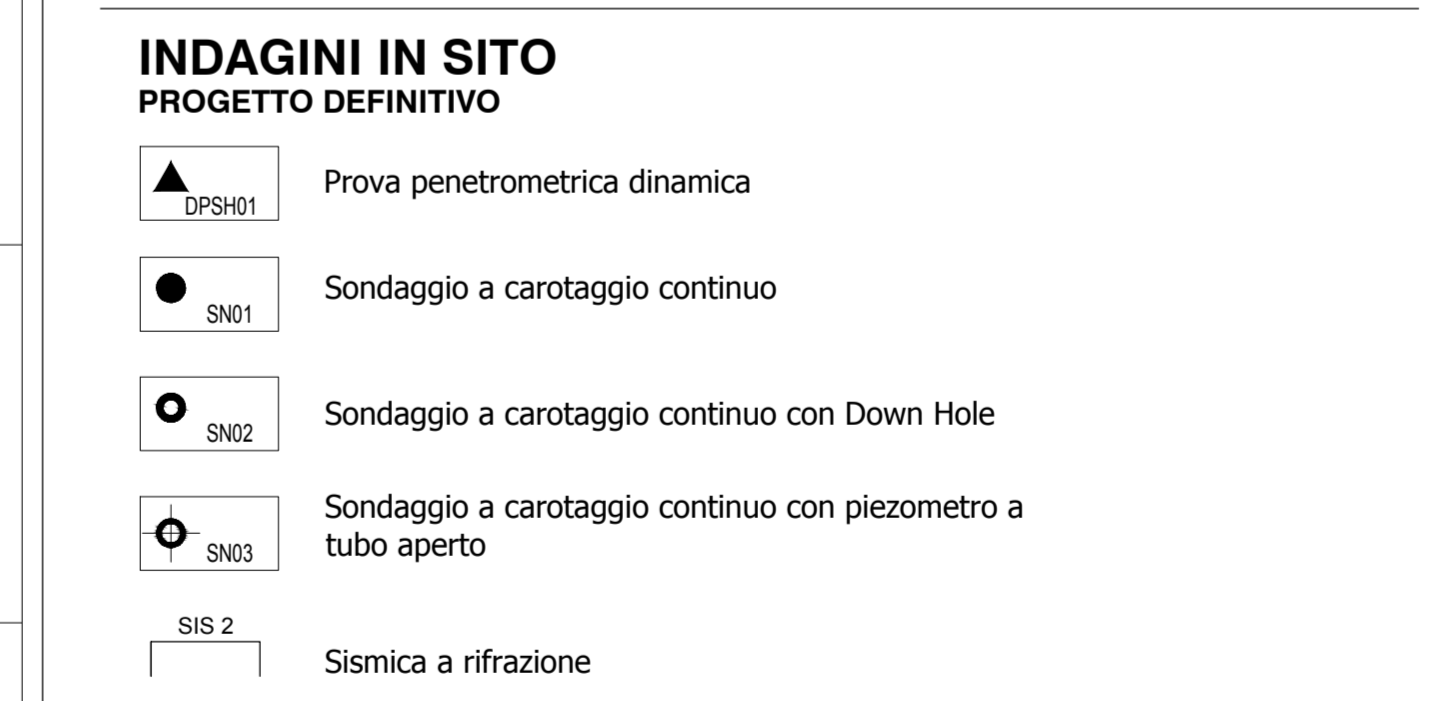 INDAGINI IN SITO
PROGETTO DEFINITIVO
DPSH01
Prova penetrometrica dinamica
SN01
Sondaggio a carotaggio continuo
SN02
Sondaggio a carotaggio continuo con Down Hole
SN03
Sondaggio a carotaggio continuo con piezometro a
tubo aperto
SIS 2
Sismica a rifrazione